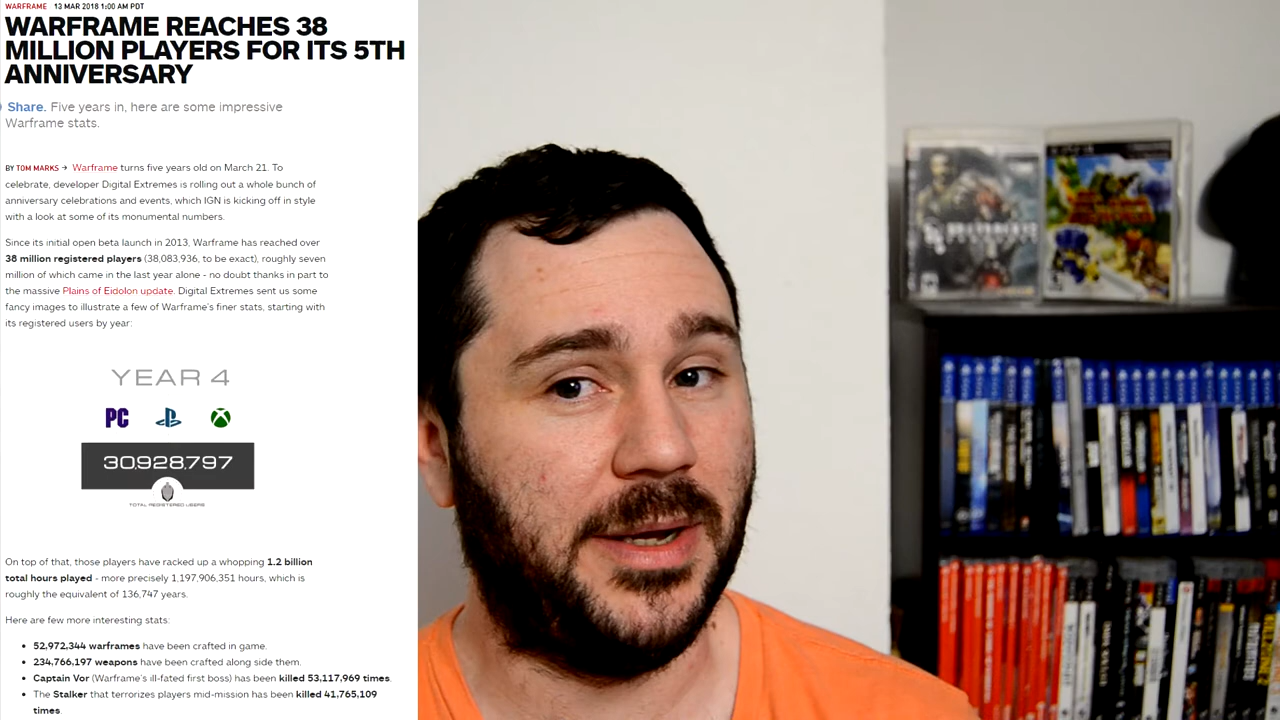 WARFRAME 13 MAR 2018 1:00 AM PDT
WARFRAME REACHES 38
MILLION PLAYERS FOR ITS 5TH
ANNIVERSARY
Share. Five years in, here are some impressive
Warframe stats.
BY TOM MARKS → Warframe turns five years old on March 21. To
celebrate, developer Digital Extremes is rolling out a whole bunch of
anniversary celebrations and events, which IGN is kicking off in style
with a look at some of its monumental numbers.
Since its initial open beta launch in 2013, Warframe has reached over
38 million registered players (38,083,936, to be exact), roughly seven
million of which came in the last year alone - no doubt thanks in part to
the massive Plains of Eidolon update. Digital Extremes sent us some
fancy images to illustrate a few of Warframe's finer stats, starting with
its registered users by year:
YEAR 4
PC
30,928,797
TOTAL REGISTERED USERS
On top of that, those players have racked up a whopping 1.2 billion
total hours played - more precisely 1,197,906,351 hours, which is
roughly the equivalent of 136,747 years.
Here are few more interesting stats:
• 52,972,344 warframes have been crafted in game.
• 234,766,197 weapons have been crafted along side them.
• Captain Vor (Warframe's ill-fated first boss) has been killed 53,117,969 times.
• The Stalker that terrorizes players mid-mission has been killed 41,765,109
times.